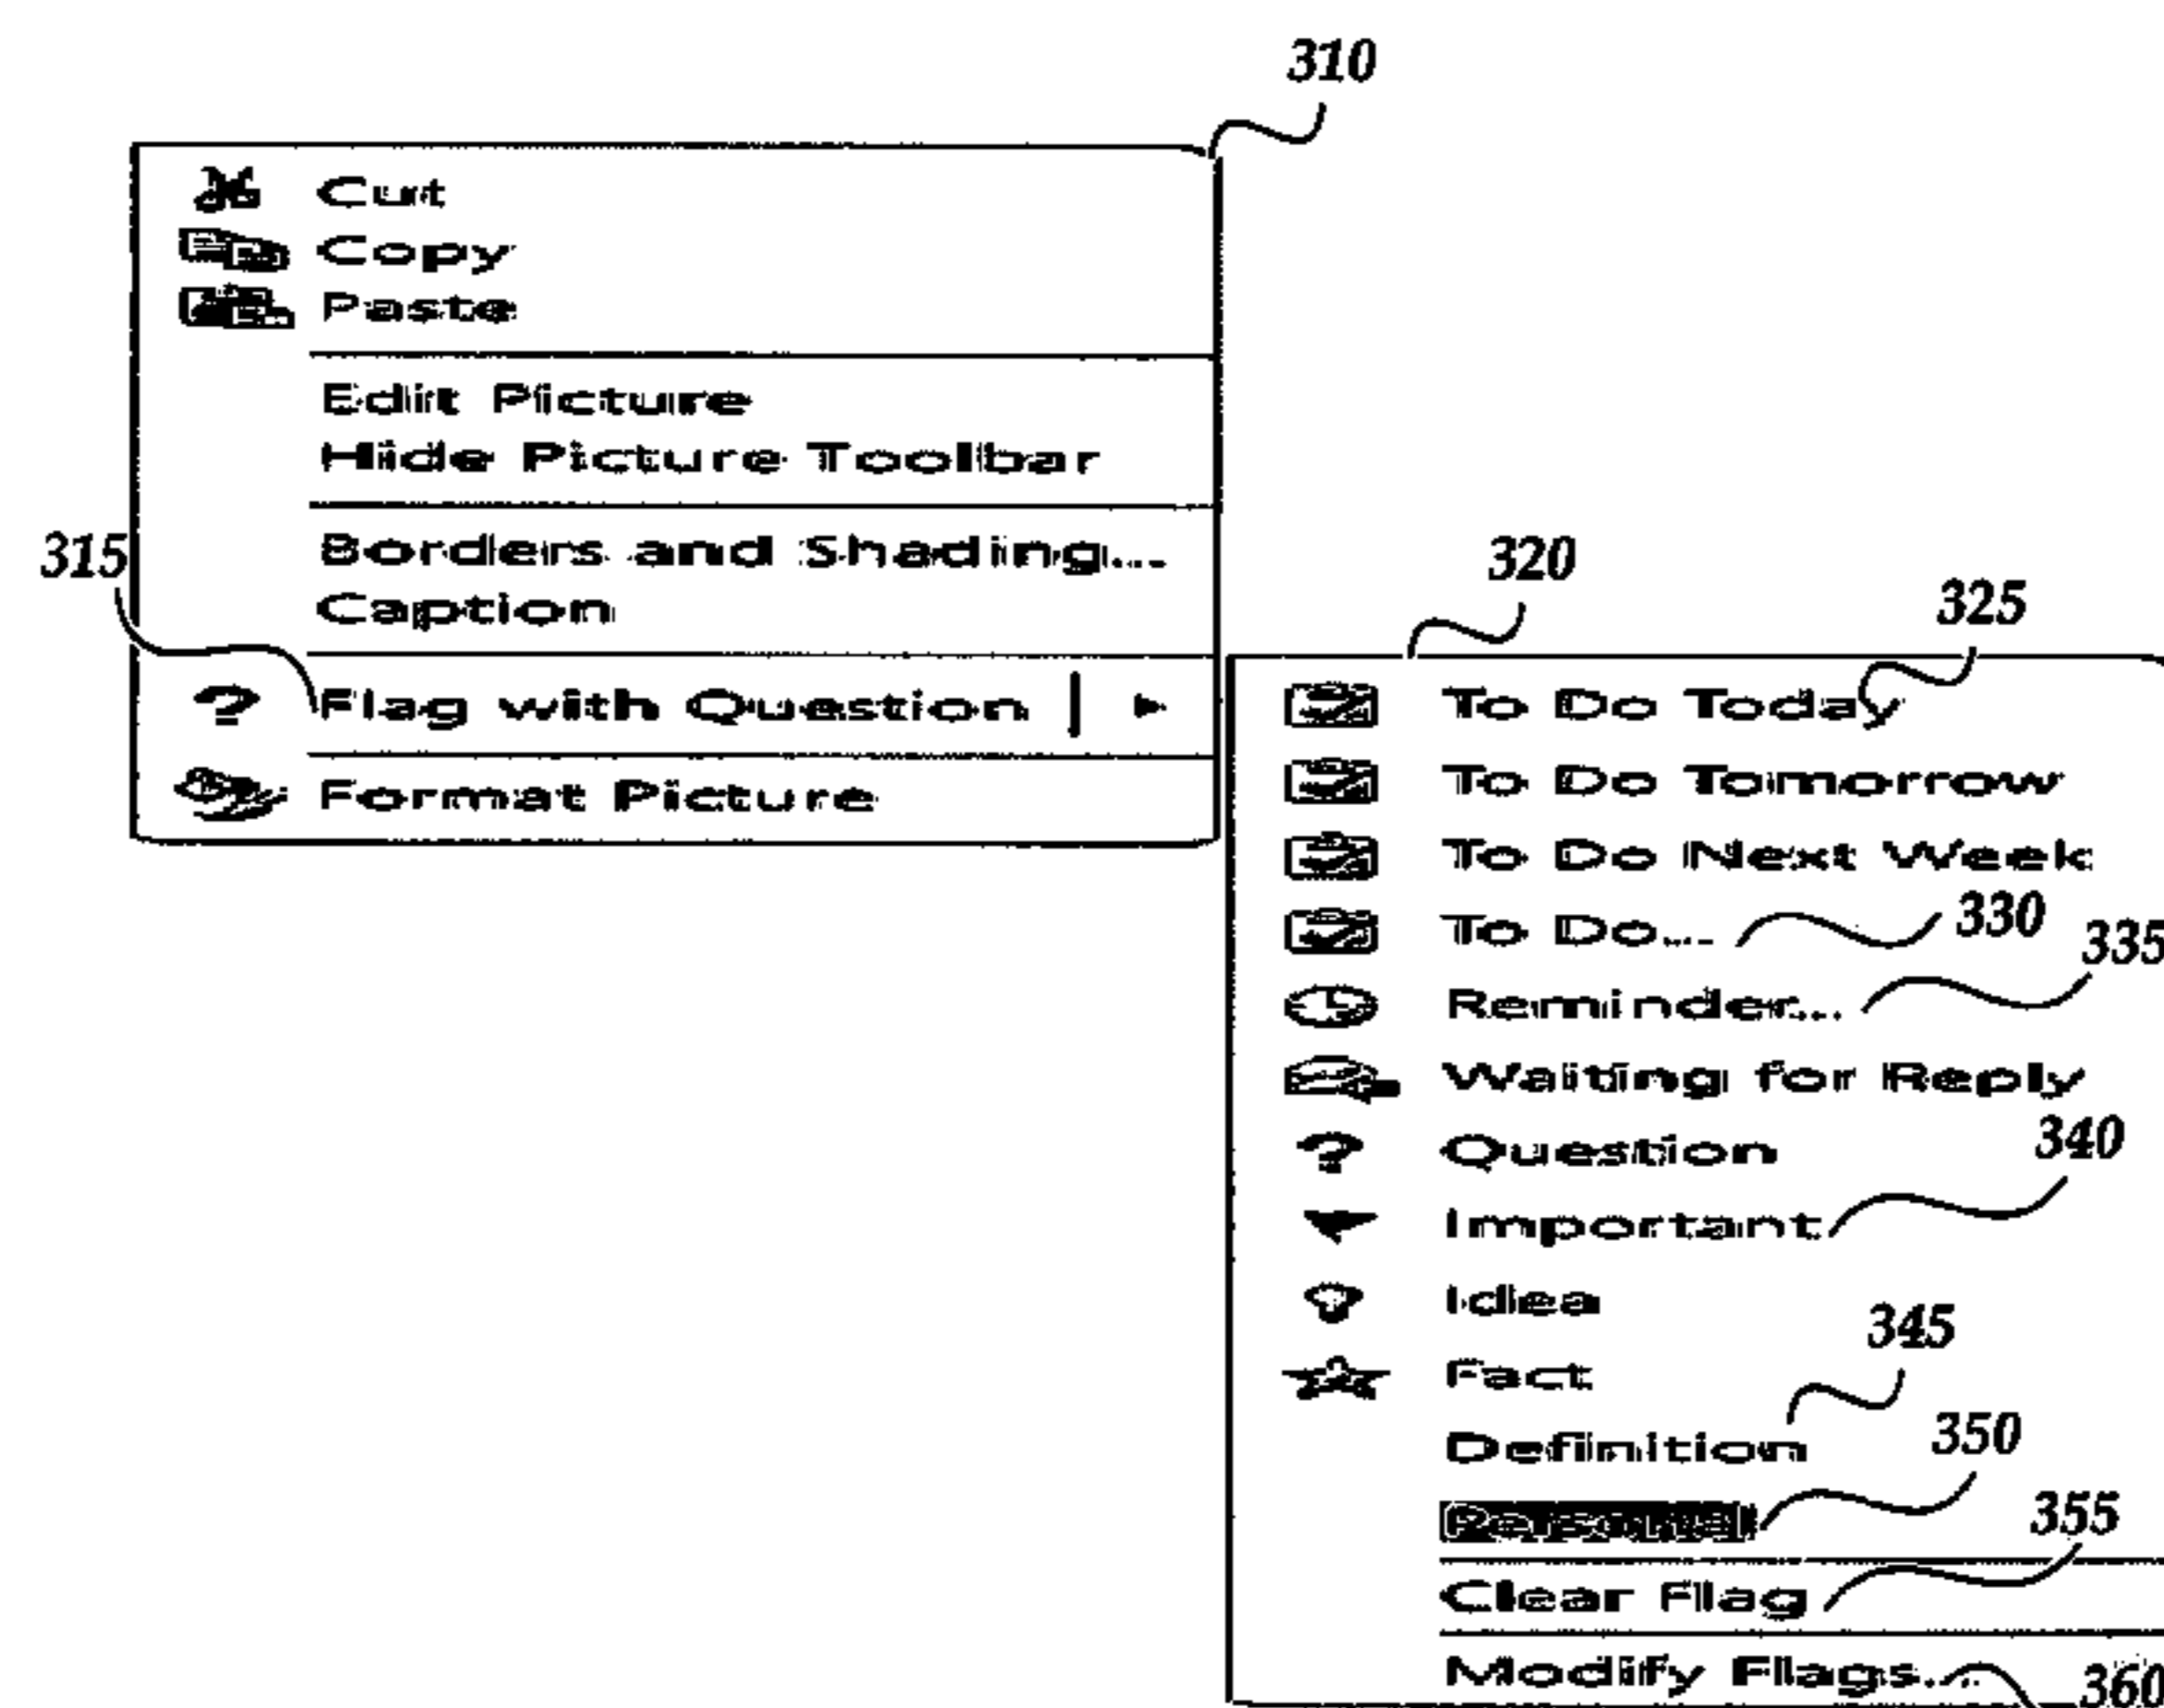 310
Cut
Copy
Paste
Edit Picture
Hide Picture Toolbar
315
Borders and Shading...
Caption
320
325
? Flag with Question
Format Picture
To Do Today
To Do Tomorrow
To Do Next Week
To Do... 330
335
Reminder...
Waiting for Reply
? Question
340
Important
Idea
345
Fact
Definition
350
Personal
355
Clear Flag
Modify Flags... 360